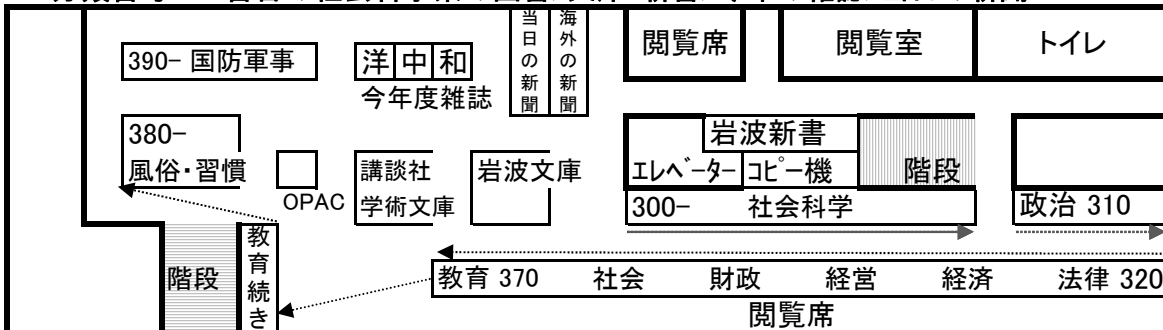 当日の新聞
海外の新聞
閲覧席
閲覧室
トイレ
390- 国防軍事
洋 中 和
今年度雑誌
380-
風俗・習慣
OPAC
講談社
学術文庫
岩波文庫
岩波新書
エレベーター
コピー機
階段
300- 社会科学
政治 310
階段
教育続き
教育 370 社会 財政 経営 経済 法律 320
閲覧席